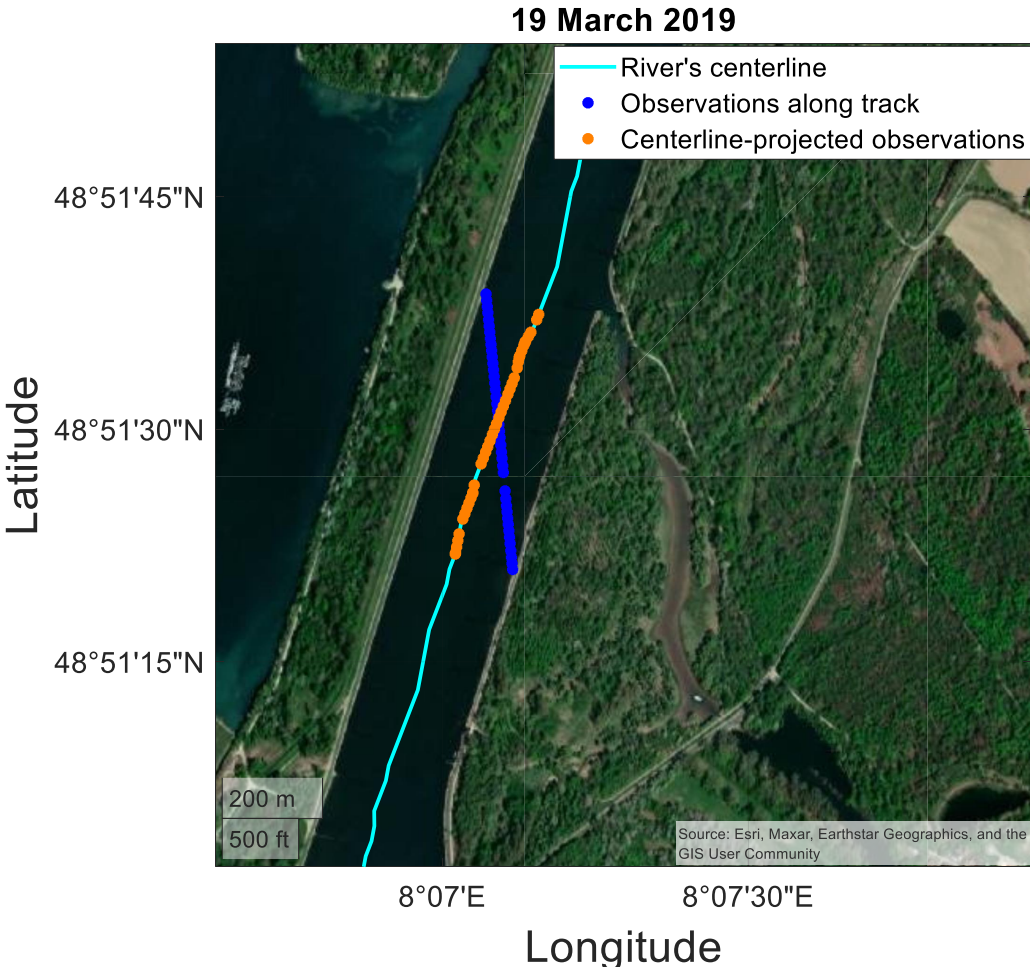 19 March 2019
River's centerline
Observations along track
Centerline-projected observations
48°51'45"N
48°51'30"N
48°51'15"N
Latitude
200 m
500 ft
Source: Esri, Maxar, Earthstar Geographics, and the
GIS User Community
8°07'E
8°07'30"E
Longitude